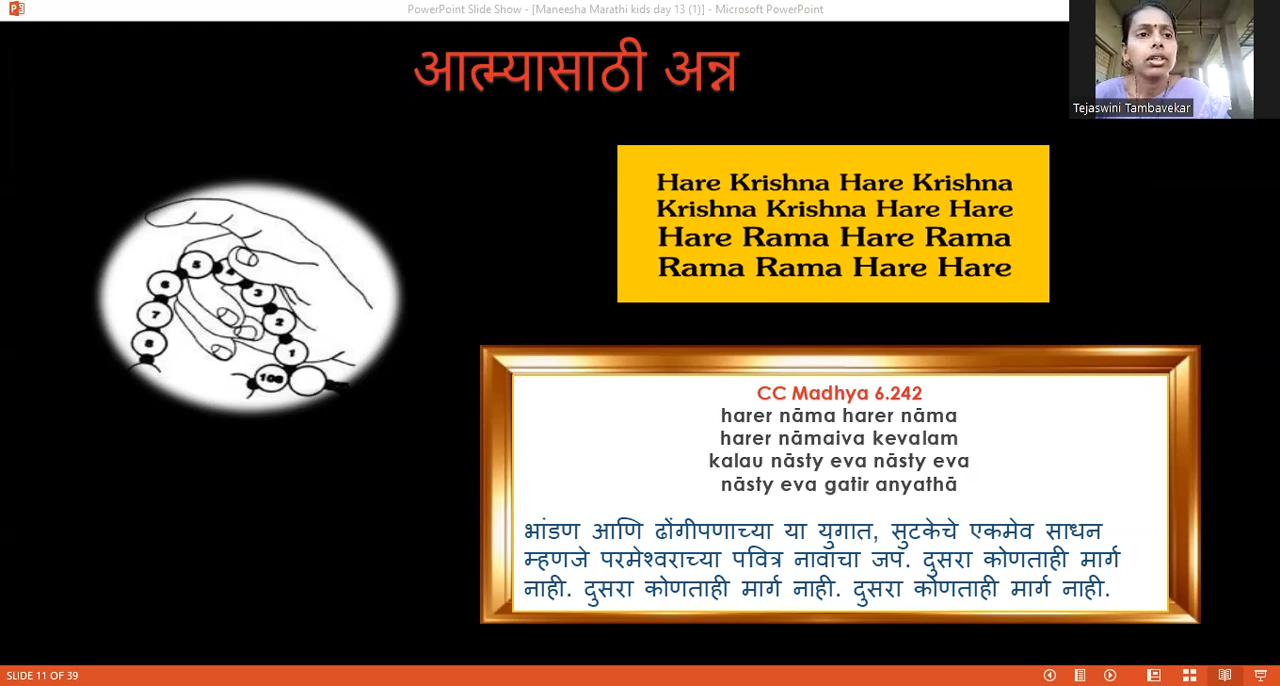 PowerPoint Slide Show - [Maneesha Marathi kids day 13 (1)] - Microsoft PowerPoint
आत्म्यासाठी अन्न
Tejaswini Tambavekar
Hare Krishna Hare Krishna
Krishna Krishna Hare Hare
Hare Rama Hare Rama
Rama Rama Hare Hare
5
4
6
3
7
2
8
1
108
CC Madhya 6.242
harer nāma harer nāma
harer nāmaiva kevalam
kalau nāsty eva nāsty eva
nāsty eva gatir anyathā
भांडण आणि ढोंगीपणाच्या या युगात, सुटकेचे एकमेव साधन
म्हणजे परमेश्वराच्या पवित्र नावाचा जप. दुसरा कोणताही मार्ग
नाही. दुसरा कोणताही मार्ग नाही. दुसरा कोणताही मार्ग नाही.
SLIDE 11 OF 39